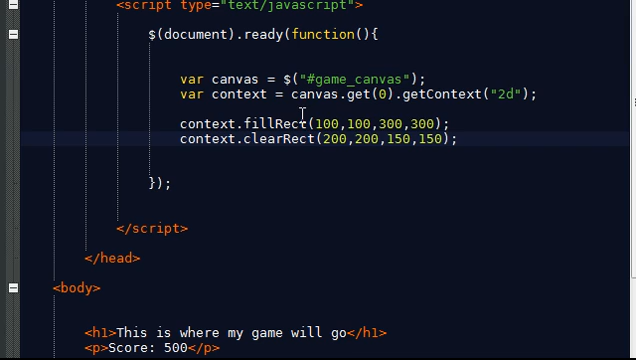 <script type="text/javascript">
$(document).ready(function(){
var canvas = $("#game_canvas");
var context = canvas.get(0).getContext("2d");
context.fillRect(100,100,300,300);
context.clearRect(200,200,150,150);
});
</script>
</head>
<body>
<h1>This is where my game will go</h1>
<p>Score: 500</p>